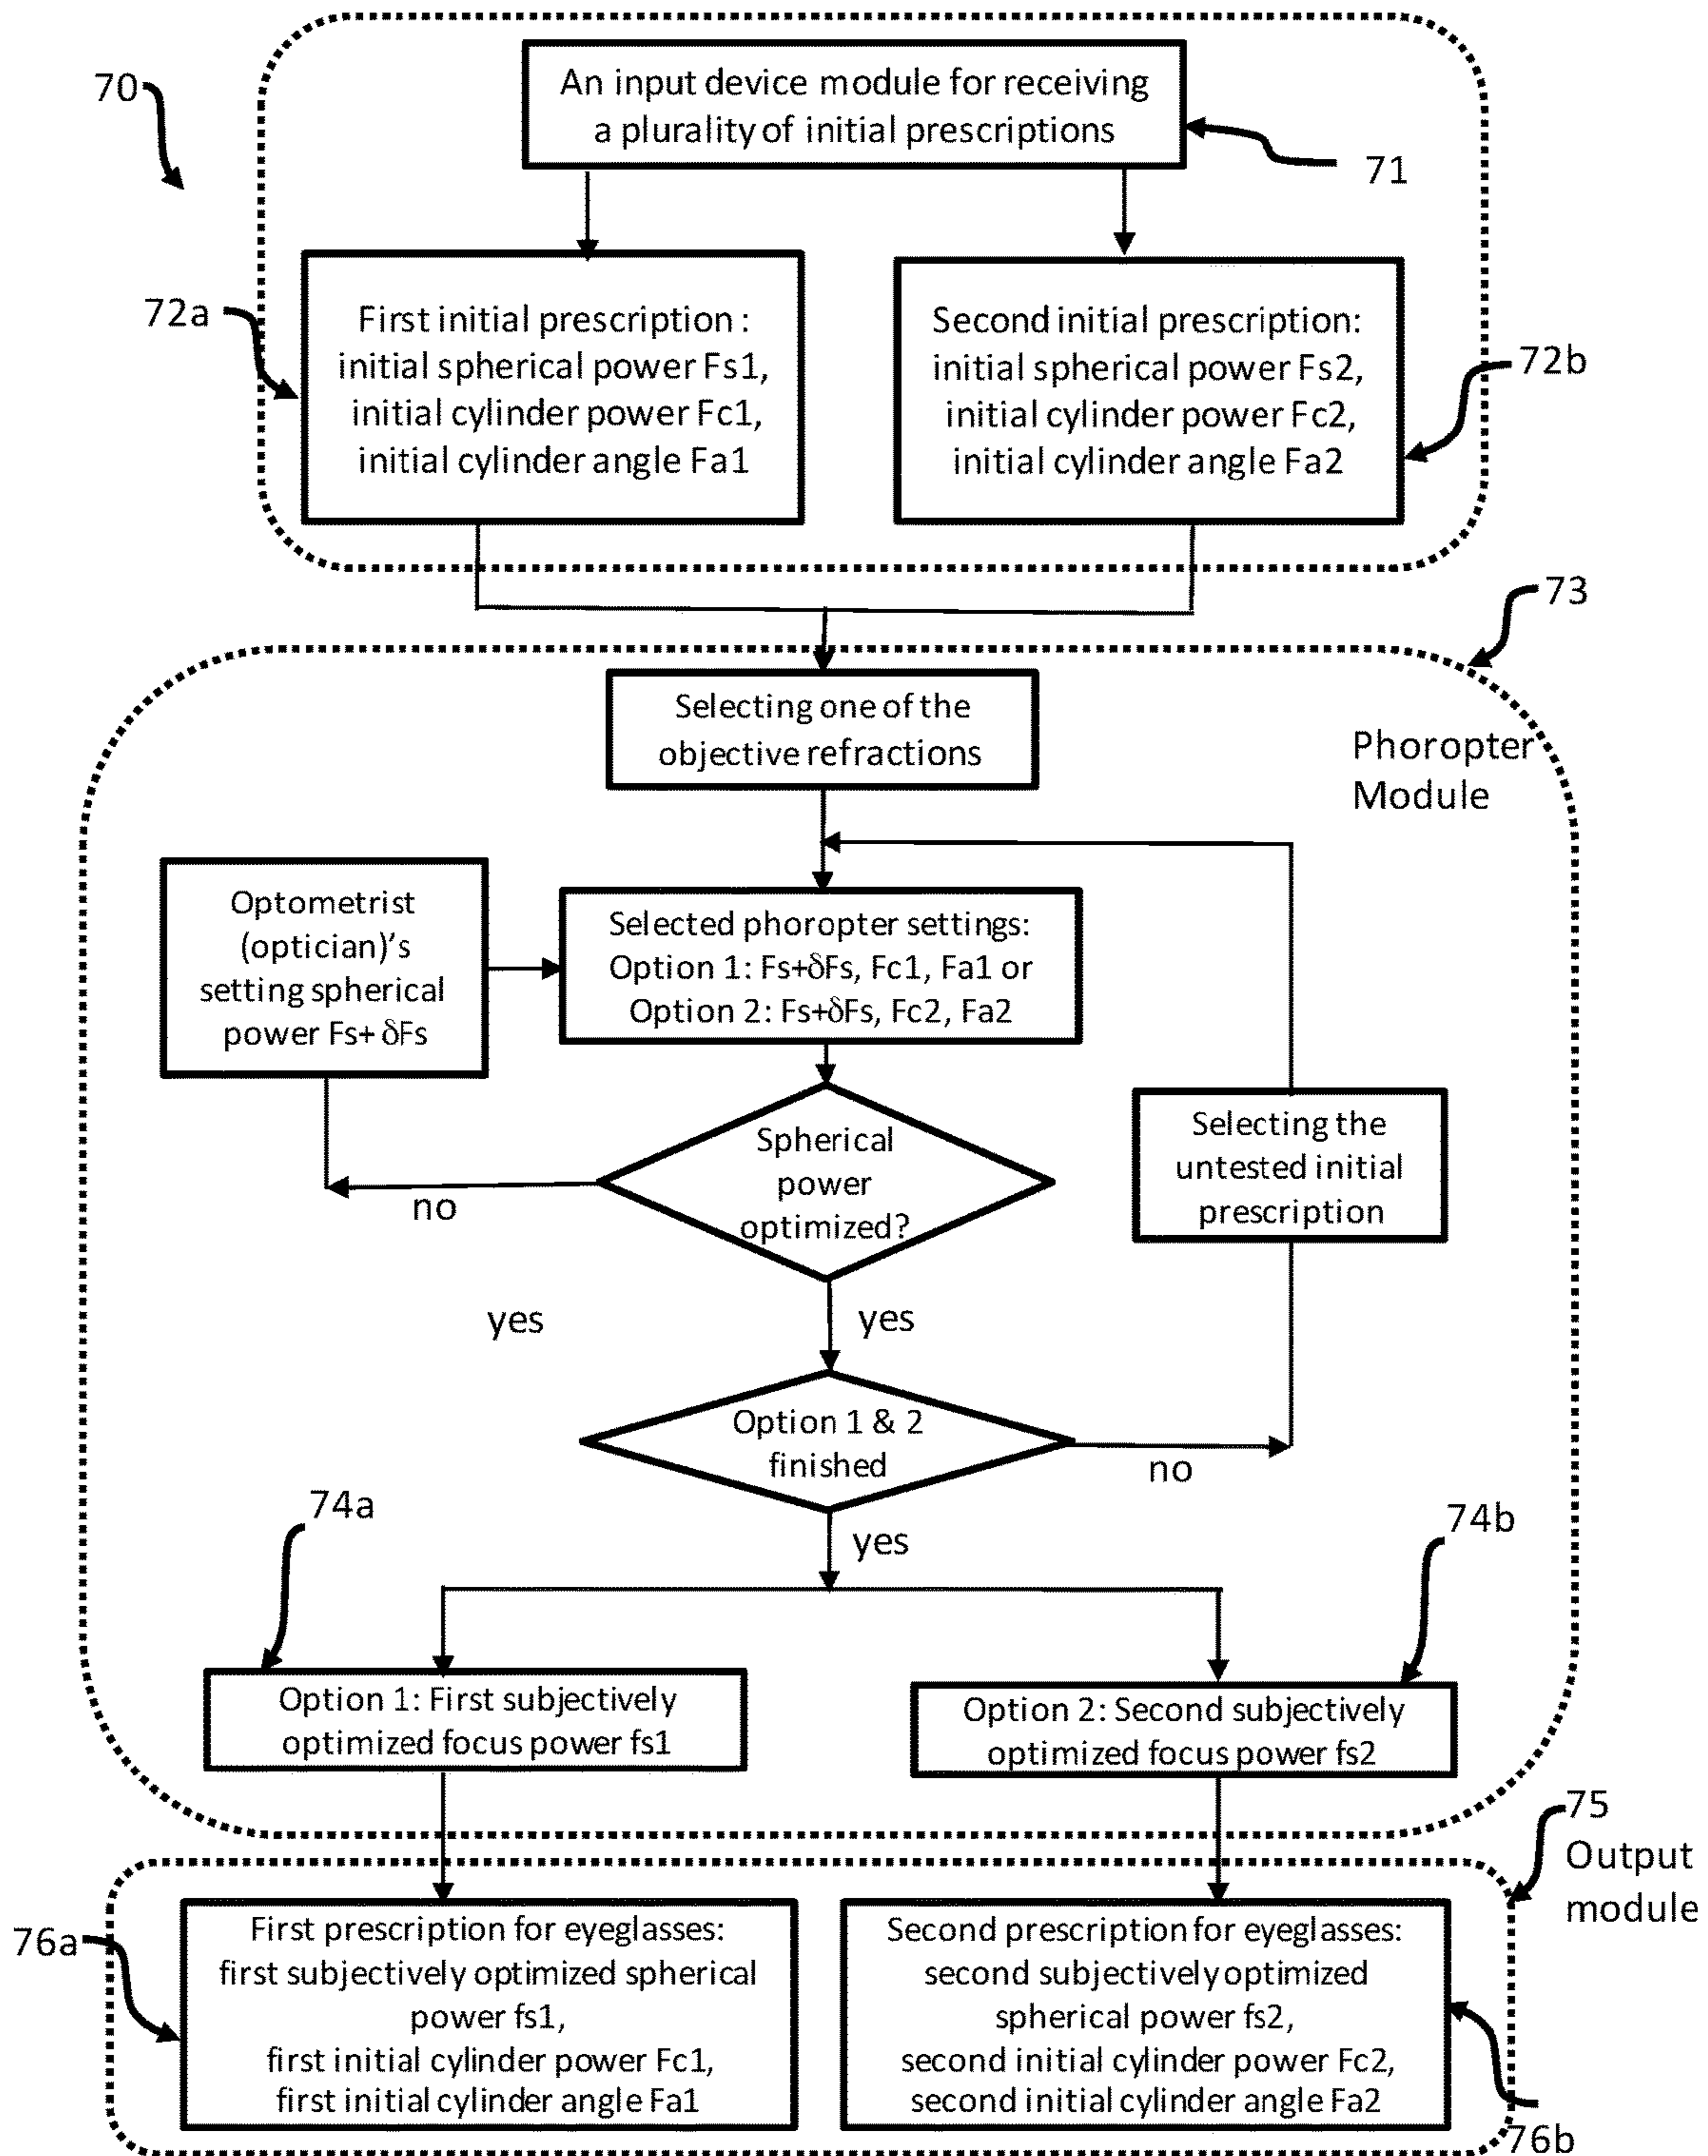 70
An input device module for receiving
a plurality of initial prescriptions
71
72a
First initial prescription :
initial spherical power Fs1,
initial cylinder power Fc1,
initial cylinder angle Fa1
Second initial prescription:
initial spherical power Fs2,
initial cylinder power Fc2,
initial cylinder angle Fa2
72b
73
Selecting one of the
objective refractions
Phoropter
Module
Optometrist
(optician)'s
setting spherical
power Fs+ δFs
Selected phoropter settings:
Option 1: Fs+δFs, Fc1, Fa1 or
Option 2: Fs+δFs, Fc2, Fa2
Spherical
power
optimized?
no
Selecting the
untested initial
prescription
yes
yes
Option 1 & 2
finished
no
yes
74a
74b
Option 1: First subjectively
optimized focus power fs1
Option 2: Second subjectively
optimized focus power fs2
75
Output
module
76a
First prescription for eyeglasses:
first subjectively optimized spherical
power fs1,
first initial cylinder power Fc1,
first initial cylinder angle Fa1
Second prescription for eyeglasses:
second subjectively optimized
spherical power fs2,
second initial cylinder power Fc2,
second initial cylinder angle Fa2
76b